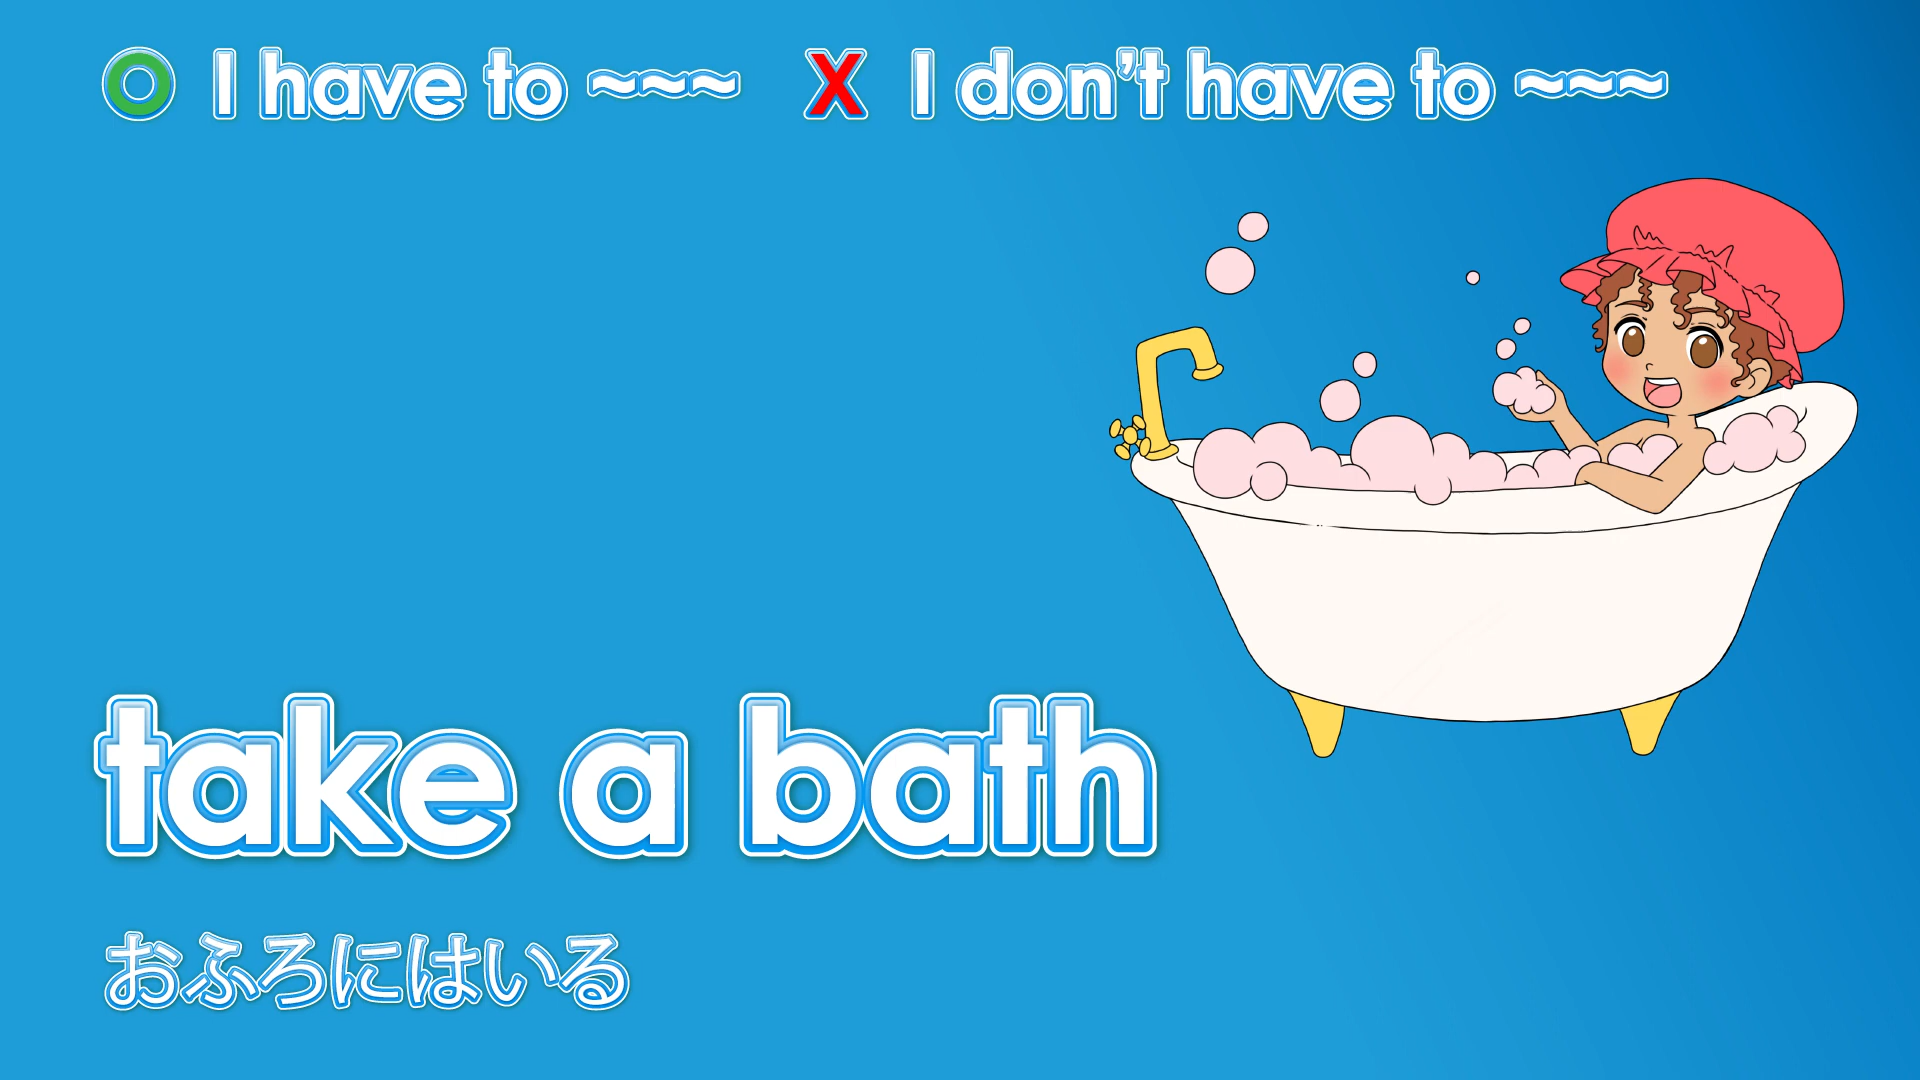 O I have to ~~~ X I don't have to ~~~
take a bath
おふろにはいる